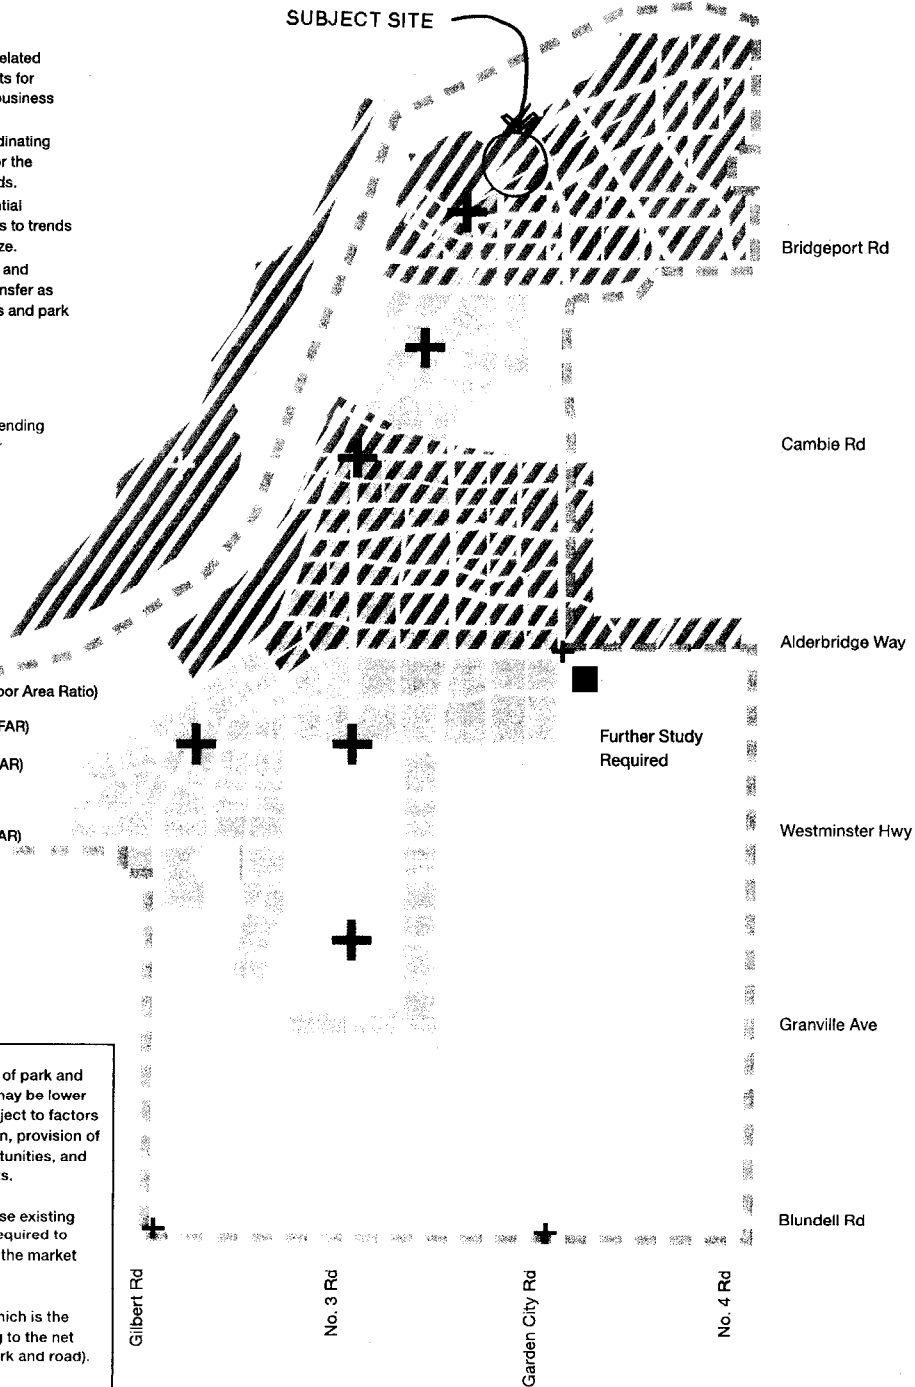 SUBJECT SITE
elated
ts for
business
dinating
or the
ds.
tial
s to trends
ze.
and
nsfer as
s and park
ending
Bridgeport Rd
Cambie Rd
Alderbridge Way
oor Area Ratio)
FAR)
AR)
AR)
Further Study
Required
Westminster Hwy
Granville Ave
Blundell Rd
of park and
may be lower
ject to factors
n, provision of
tunities, and
ts.
se existing
equired to
the market
hich is the
g to the net
rk and road).
Gilbert Rd
No. 3 Rd
Garden City Rd
No. 4 Rd